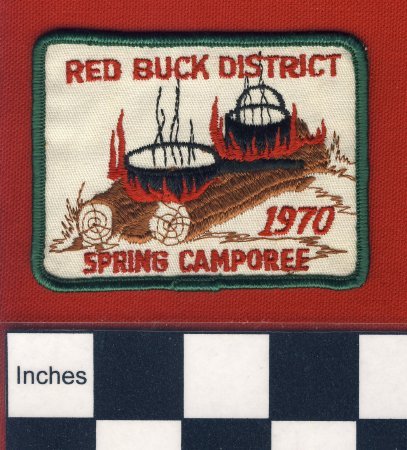 RED BUCK DISTRICT
1970
SPRING CAMPOREE
Inches